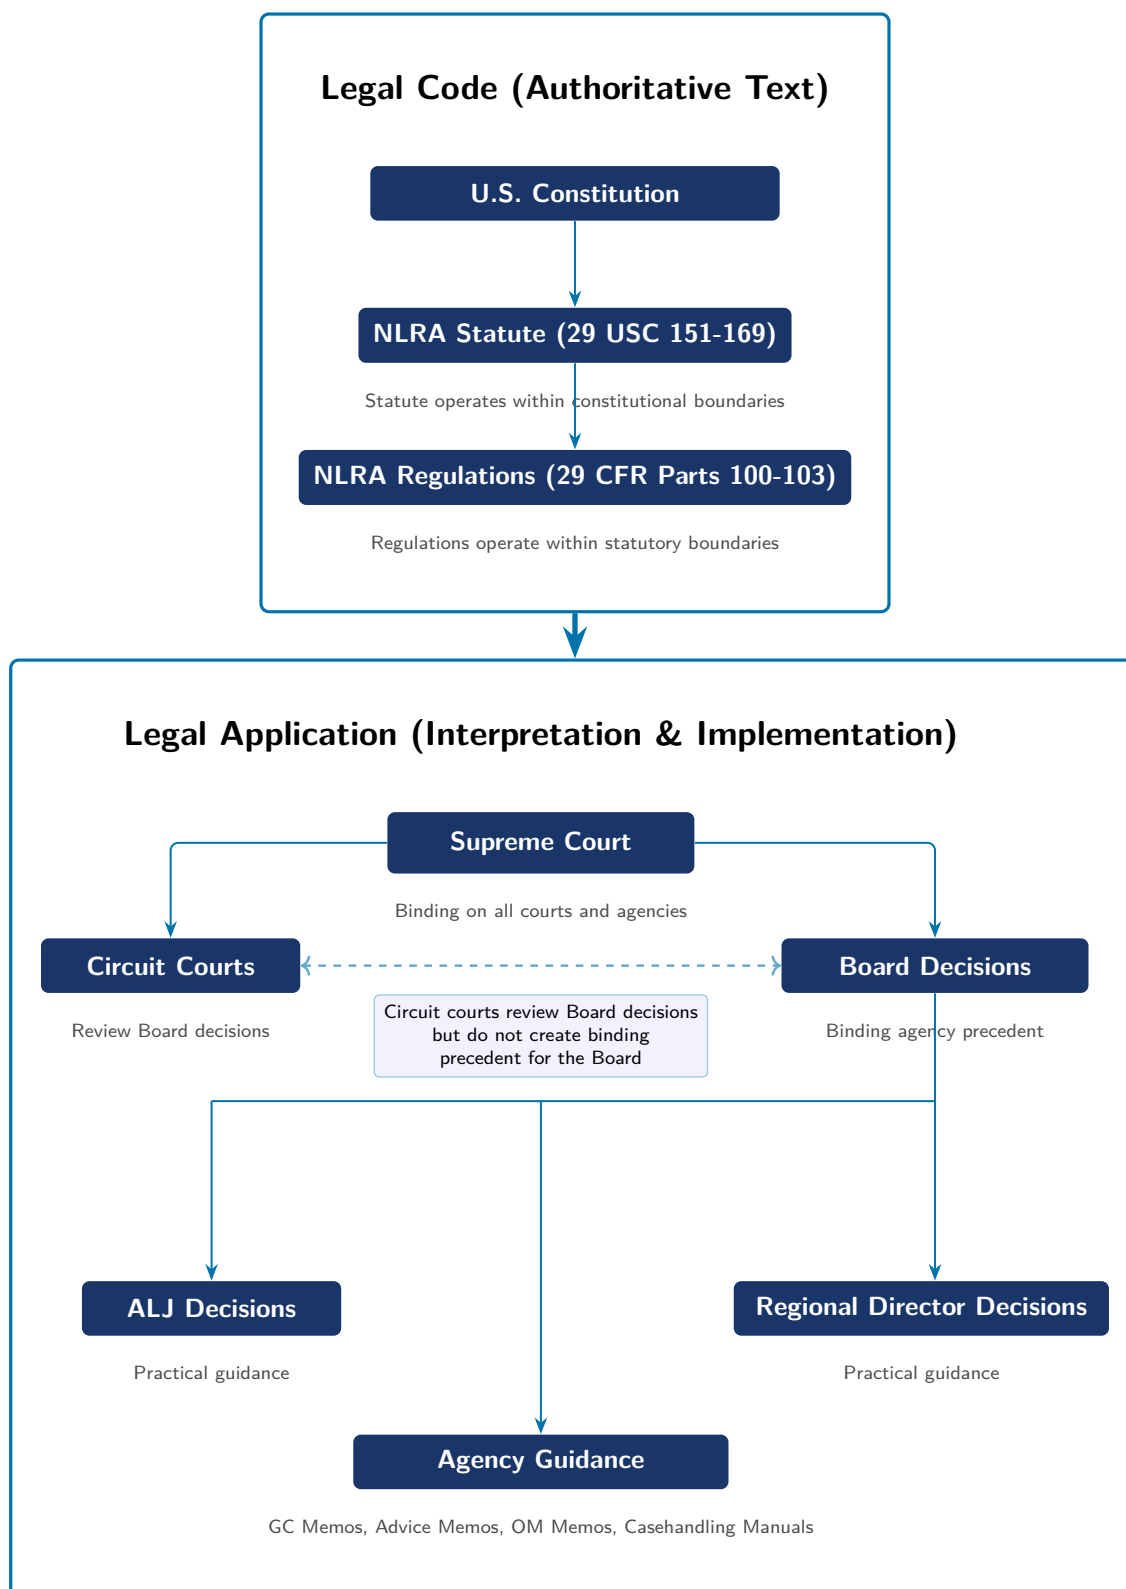 Legal Code (Authoritative Text)
U.S. Constitution
NLRA Statute (29 USC 151-169)
Statute operates within constitutional boundaries
NLRA Regulations (29 CFR Parts 100-103)
Regulations operate within statutory boundaries
Legal Application (Interpretation & Implementation)
Supreme Court
Binding on all courts and agencies
Circuit Courts
Board Decisions
Review Board decisions
Circuit courts review Board decisions
but do not create binding
precedent for the Board
Binding agency precedent
ALJ Decisions
Regional Director Decisions
Practical guidance
Practical guidance
Agency Guidance
GC Memos, Advice Memos, OM Memos, Casehandling Manuals